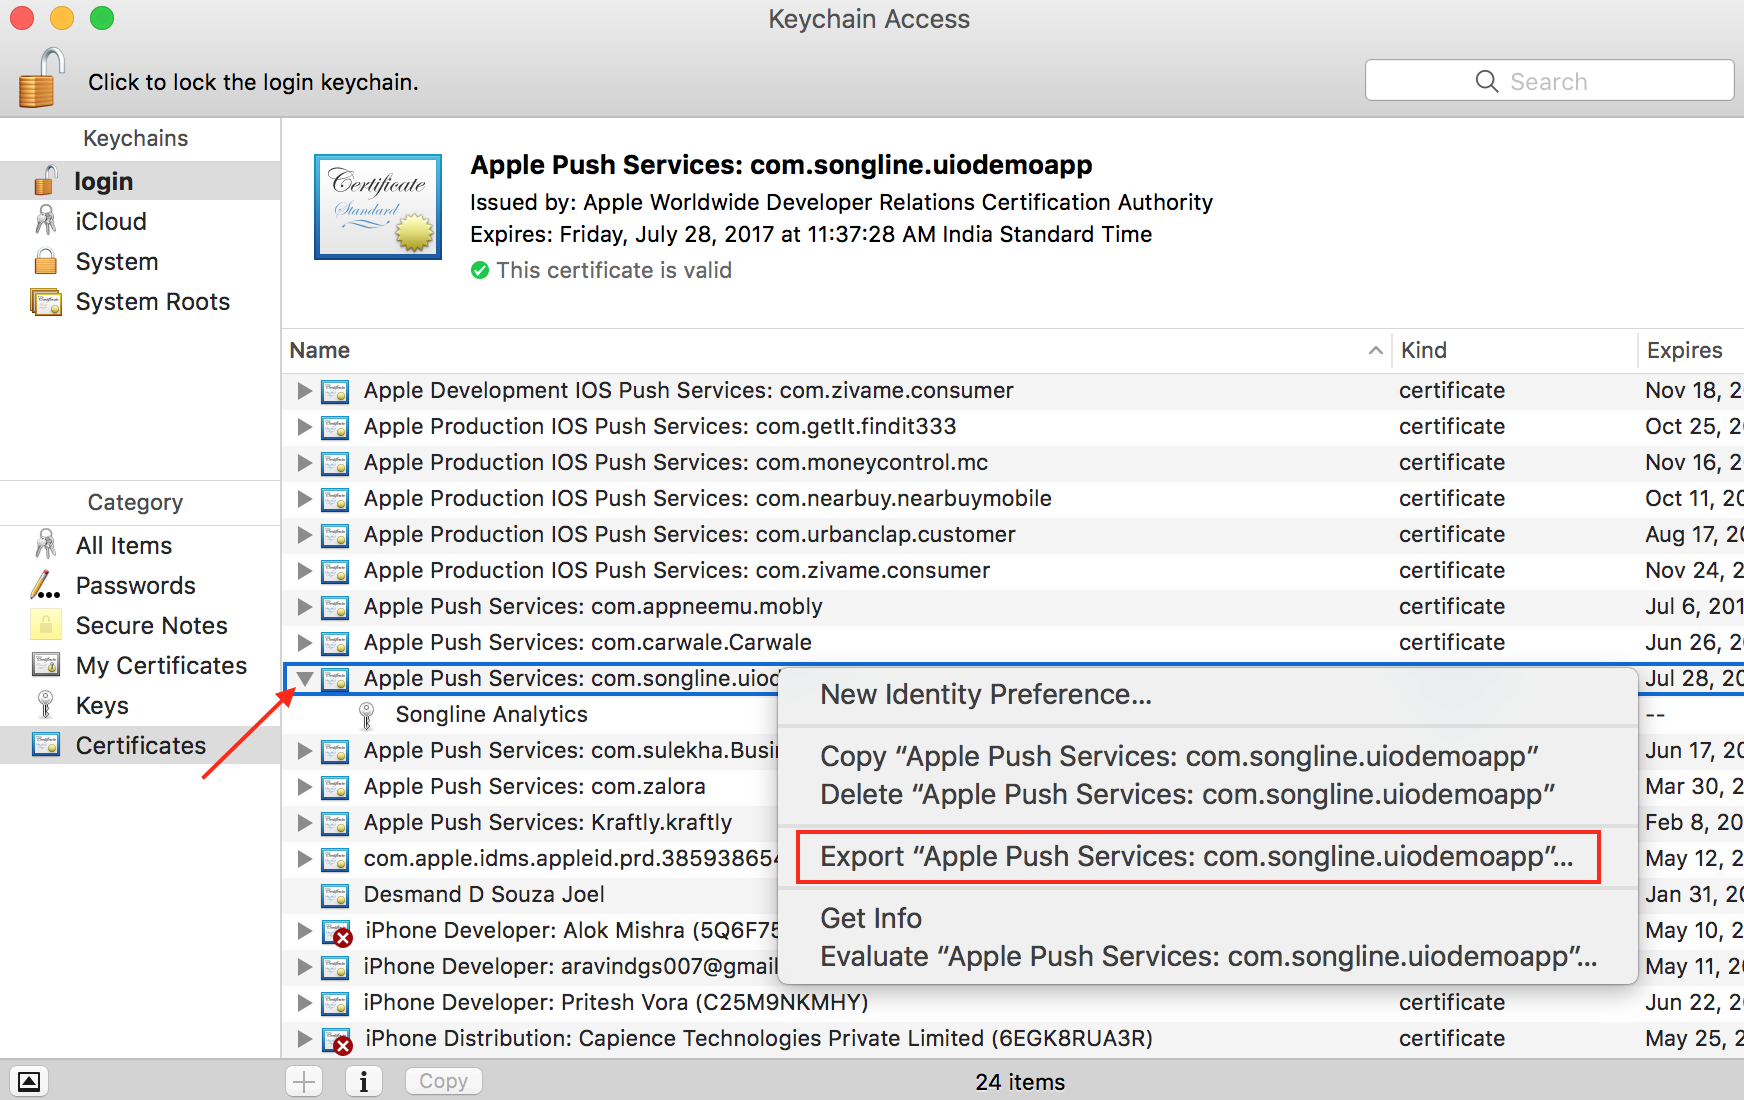 Keychain Access
Click to lock the login keychain.
Search
Keychains
login
iCloud
System
System Roots
Category
All Items
Passwords
Secure Notes
My Certificates
Keys
Certificates
Certificate
Standard
Apple Push Services: com.songline.uiodemoapp
Issued by: Apple Worldwide Developer Relations Certification Authority
Expires: Friday, July 28, 2017 at 11:37:28 AM India Standard Time
This certificate is valid
Name Kind Expires
Apple Development IOS Push Services: com.zivame.consumer certificate Nov 18, 2
Apple Production IOS Push Services: com.getIt.findit333 certificate Oct 25, 20
Apple Production IOS Push Services: com.moneycontrol.mc certificate Nov 16, 2
Apple Production IOS Push Services: com.nearbuy.nearbuymobile certificate Oct 11, 20
Apple Production IOS Push Services: com.urbanclap.customer certificate Aug 17, 20
Apple Production IOS Push Services: com.zivame.consumer certificate Nov 24, 2
Apple Push Services: com.appneemu.mobly certificate Jul 6, 201
Apple Push Services: com.carwale.Carwale certificate Jun 26, 2
Apple Push Services: com.songline.uiod Jul 28, 20
Songline Analytics --
Apple Push Services: com.sulekha.Busi Jun 17, 20
Apple Push Services: com.zalora Mar 30, 2
Apple Push Services: Kraftly.kraftly Feb 8, 20
com.apple.idms.appleid.prd.385938654 May 12, 2
Desmand D Souza Joel Jan 31, 20
iPhone Developer: Alok Mishra (5Q6F75 May 10, 2
iPhone Developer: aravindgs007@gmail May 11, 20
iPhone Developer: Pritesh Vora (C25M9NKMHY) certificate Jun 22, 2
iPhone Distribution: Capience Technologies Private Limited (6EGK8RUA3R) certificate May 25, 2
New Identity Preference...
Copy “Apple Push Services: com.songline.uiodemoapp”
Delete “Apple Push Services: com.songline.uiodemoapp”
Export “Apple Push Services: com.songline.uiodemoapp”...
Get Info
Evaluate “Apple Push Services: com.songline.uiodemoapp”...
Copy
24 items